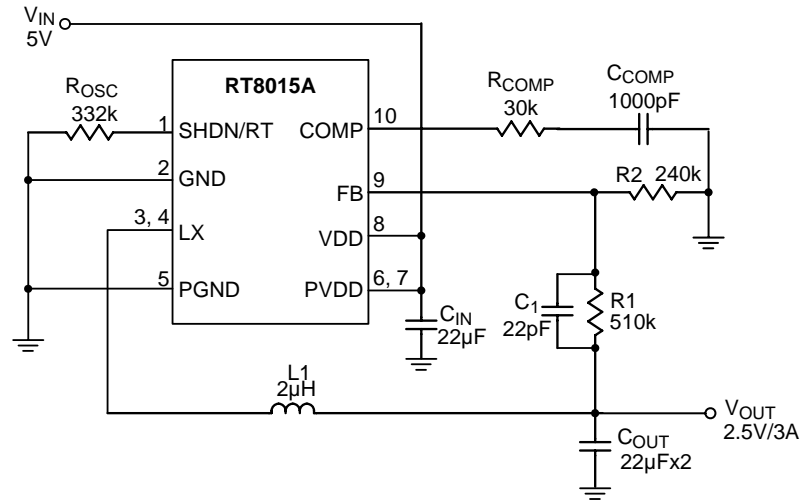 VIN
5V
RT8015A
ROSC
332k
RCOMP
30k
CCOMP
1000pF
1
SHDN/RT
COMP
10
2
GND
FB
9
R2 240k
3, 4
LX
VDD
8
5
PGND
PVDD
6, 7
CIN
22µF
C1
22pF
R1
510k
L1
2µH
VOUT
2.5V/3A
COUT
22µFx2